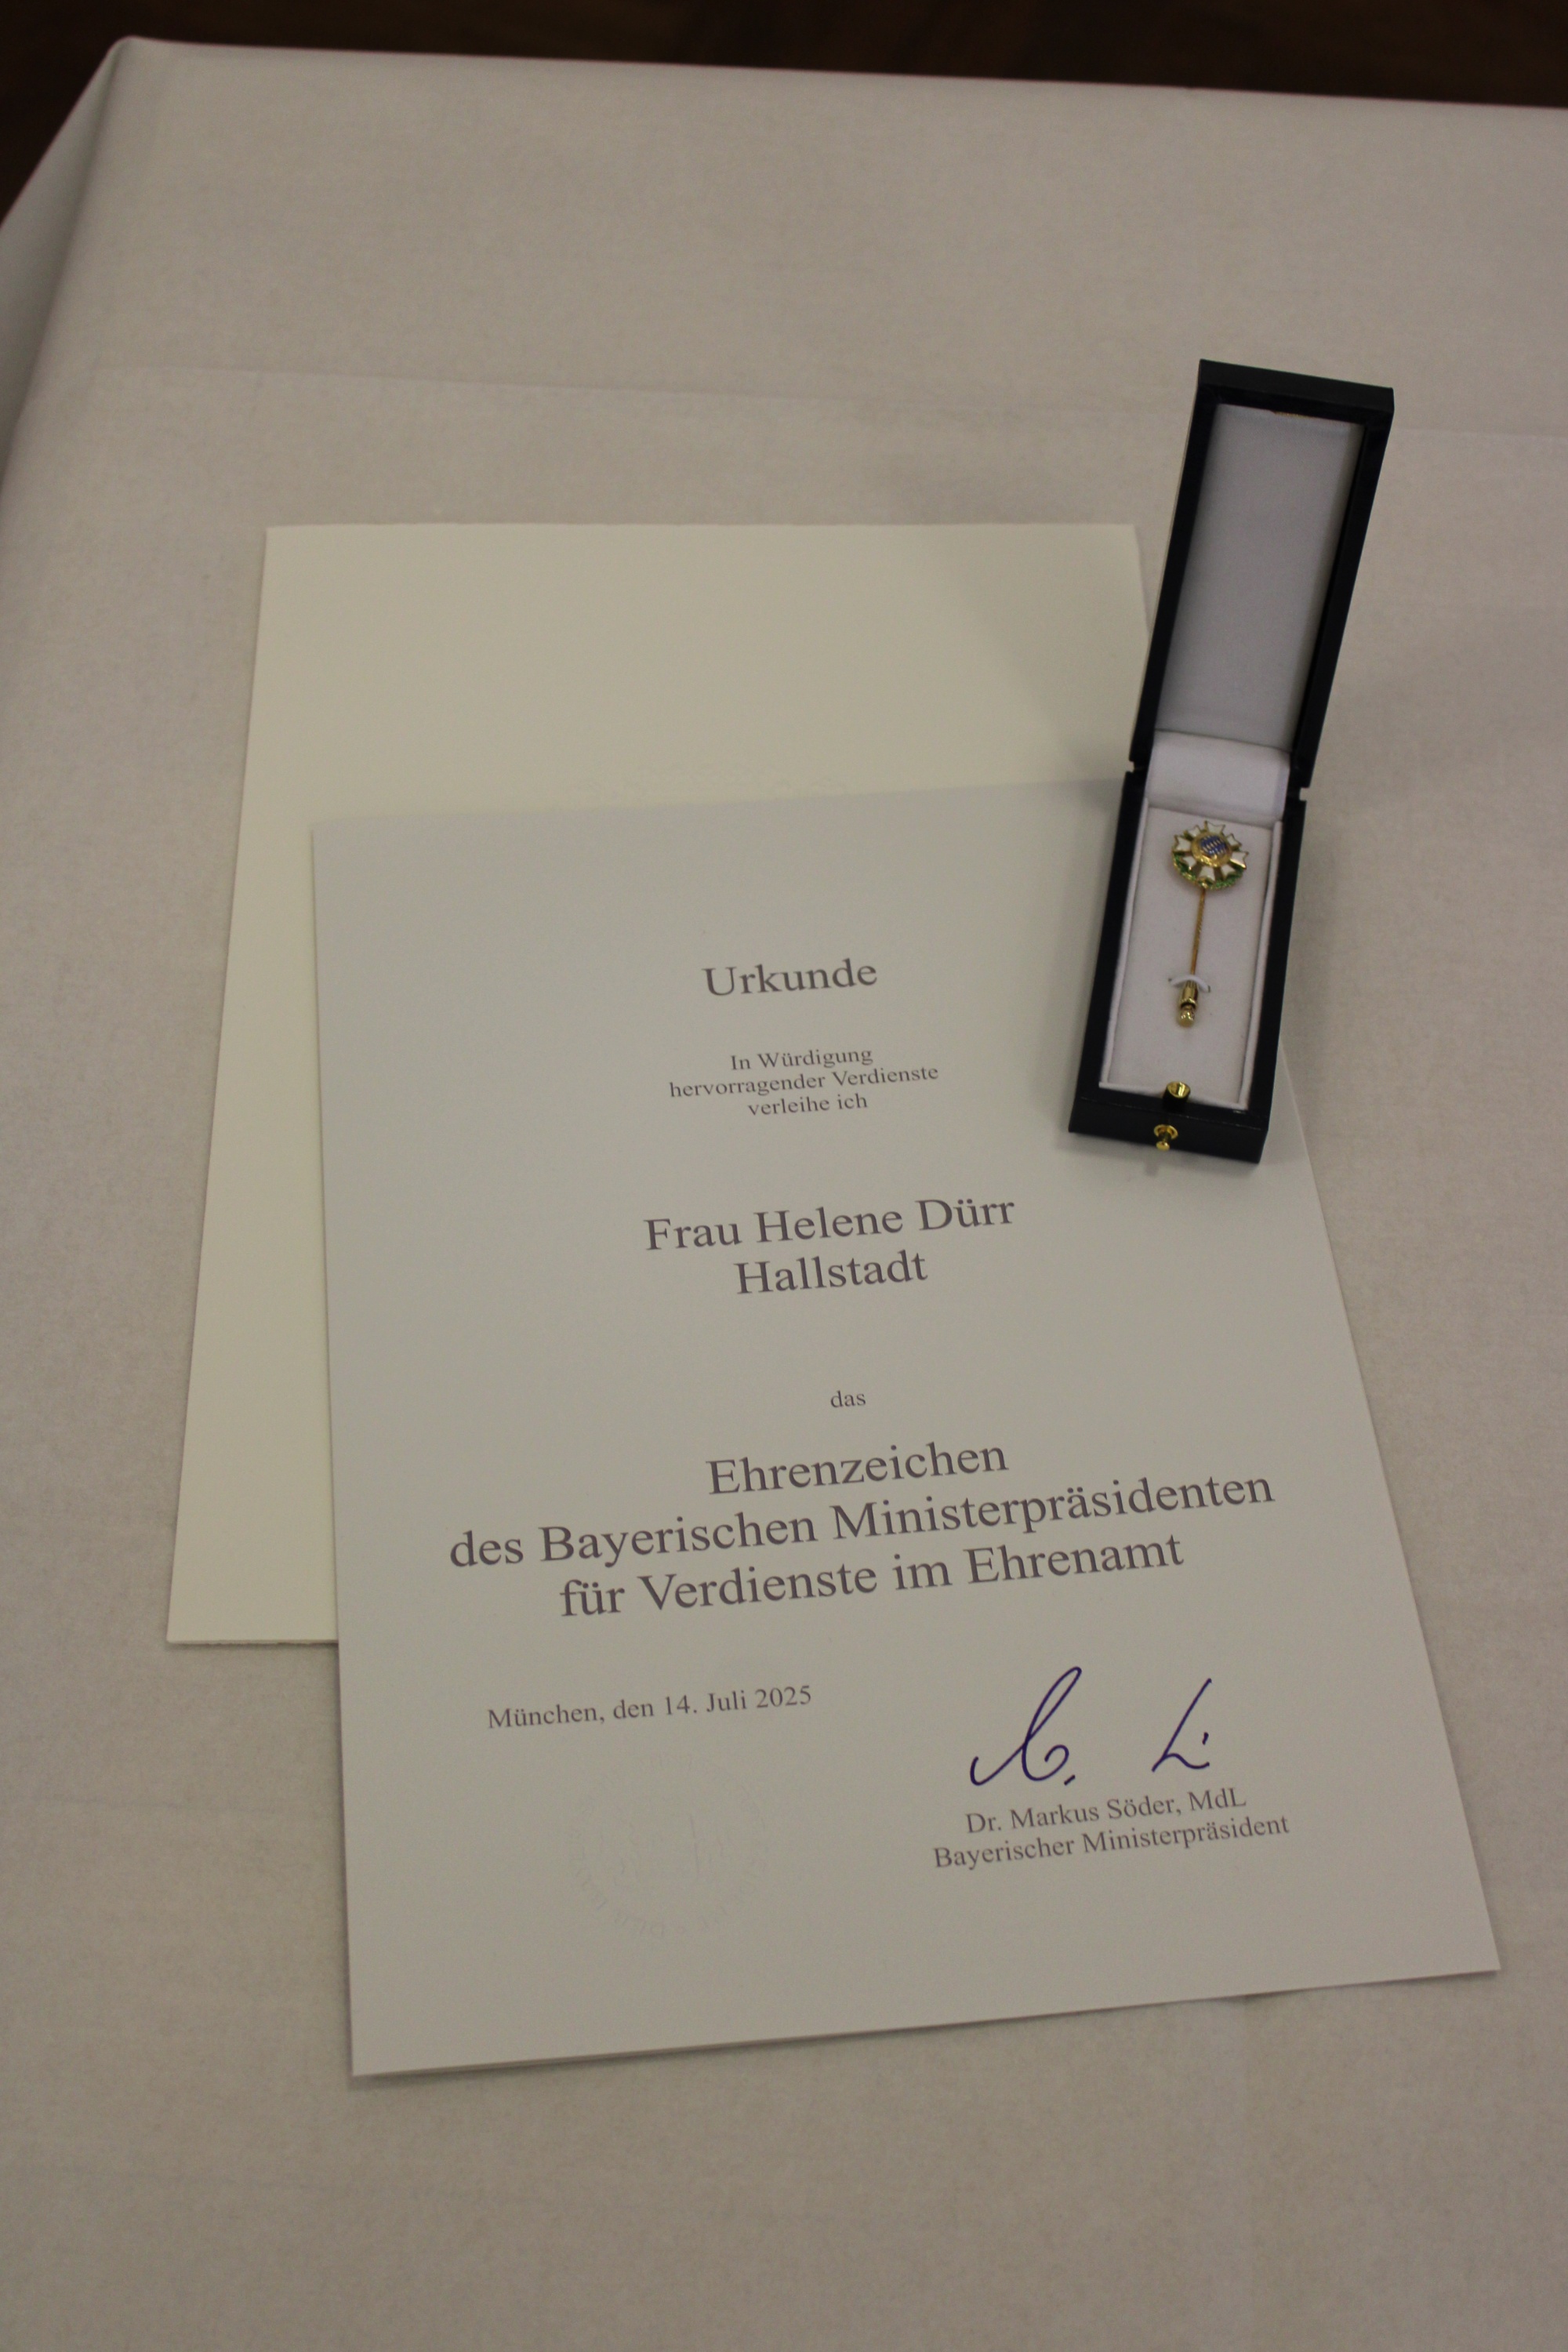 Urkunde
In Würdigung
hervorragender Verdienste
verleihe ich
Frau Helene Dürr
Hallstadt
das
Ehrenzeichen
des Bayerischen Ministerpräsidenten
für Verdienste im Ehrenamt
München, den 14. Juli 2025
Dr. Markus Söder, MdL
Bayerischer Ministerpräsident